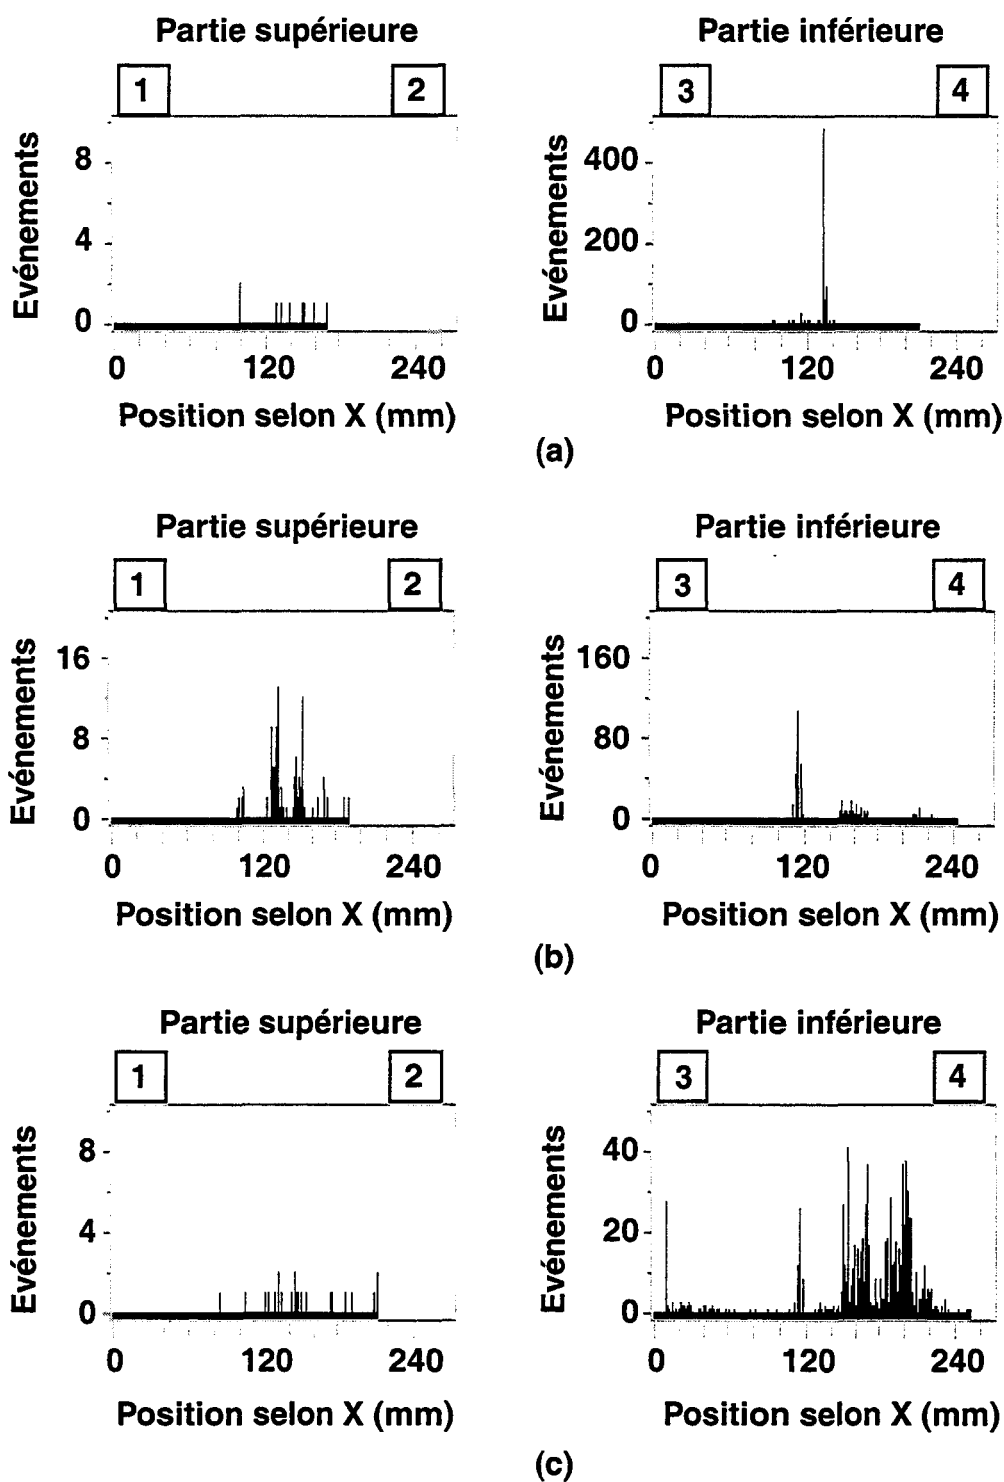 Partie supérieure
1
2
Evénements
8
4
0
0 120 240
Position selon X (mm)
Partie inférieure
3
4
Evénements
400
200
0
0 120 240
Position selon X (mm)
(a)
Partie supérieure
1
2
Evénements
16
8
0
0 120 240
Position selon X (mm)
Partie inférieure
3
4
Evénements
160
80
0
0 120 240
Position selon X (mm)
(b)
Partie supérieure
1
2
Evénements
8
4
0
0 120 240
Position selon X (mm)
Partie inférieure
3
4
Evénements
40
20
0
0 120 240
Position selon X (mm)
(c)